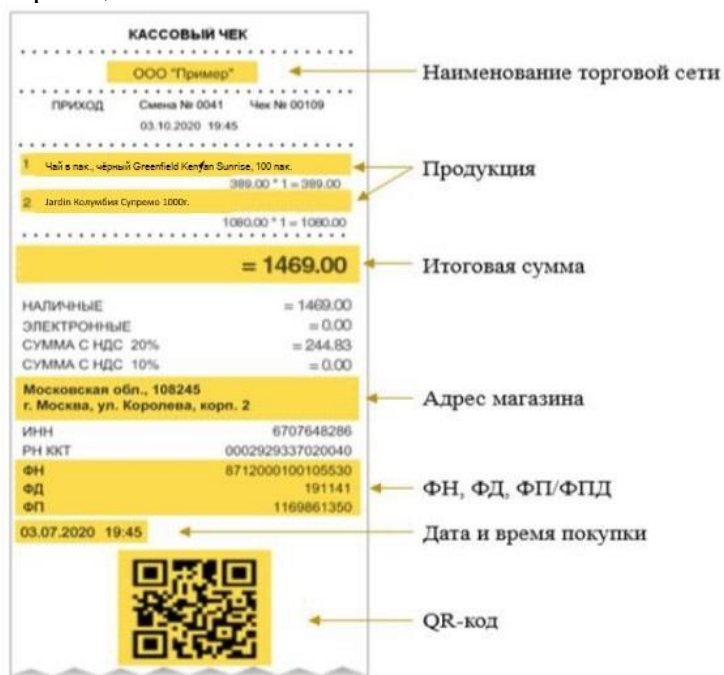 КАССОВЫЙ ЧЕК
ООО "Пример"
Наименование торговой сети
ПРИХОД Смена № 0041 Чек № 00109
03.10.2020 19:45
1 Чай в пак., чёрный Greenfield Kenyan Sunrise, 100 пак.
Продукция
389.00 * 1 = 389.00
2 Jardin Колумбия Супремо 1000г.
1080.00 * 1 = 1080.00
= 1469.00
Итоговая сумма
НАЛИЧНЫЕ = 1469.00
ЭЛЕКТРОННЫЕ = 0.00
СУММА С НДС 20% = 244.83
СУММА С НДС 10% = 0.00
Московская обл., 108245
г. Москва, ул. Королева, корп. 2
Адрес магазина
ИНН 6707648286
РН ККТ 0002929337020040
ФН 8712000100105530
ФД 191141
ФП 1169861350
ФН, ФД, ФП/ФПД
03.07.2020 19:45
Дата и время покупки
QR-код